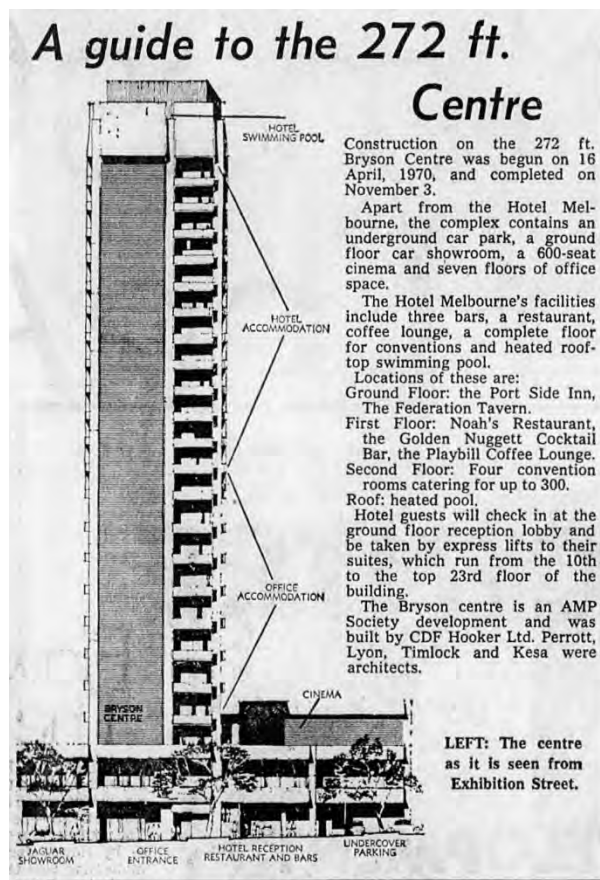 A guide to the 272 ft.
Centre
HOTEL
SWIMMING POOL
HOTEL
ACCOMMODATION
OFFICE
ACCOMMODATION
CINEMA
BRYSON
CENTRE
JAGUAR
SHOWROOM
OFFICE
ENTRANCE
HOTEL RECEPTION
RESTAURANT AND BARS
UNDERCOVER
PARKING
Construction on the 272 ft.
Bryson Centre was begun on 16
April, 1970, and completed on
November 3.
Apart from the Hotel Mel-
bourne, the complex contains an
underground car park, a ground
floor car showroom, a 600-seat
cinema and seven floors of office
space.
The Hotel Melbourne's facilities
include three bars, a restaurant,
coffee lounge, a complete floor
for conventions and heated roof-
top swimming pool.
Locations of these are:
Ground Floor: the Port Side Inn,
The Federation Tavern.
First Floor: Noah's Restaurant,
the Golden Nuggett Cocktail
Bar, the Playbill Coffee Lounge.
Second Floor: Four convention
rooms catering for up to 300.
Roof: heated pool.
Hotel guests will check in at the
ground floor reception lobby and
be taken by express lifts to their
suites, which run from the 10th
to the top 23rd floor of the
building.
The Bryson centre is an AMP
Society development and was
built by CDF Hooker Ltd. Perrott,
Lyon, Timlock and Kesa were
architects.
LEFT: The centre
as it is seen from
Exhibition Street.